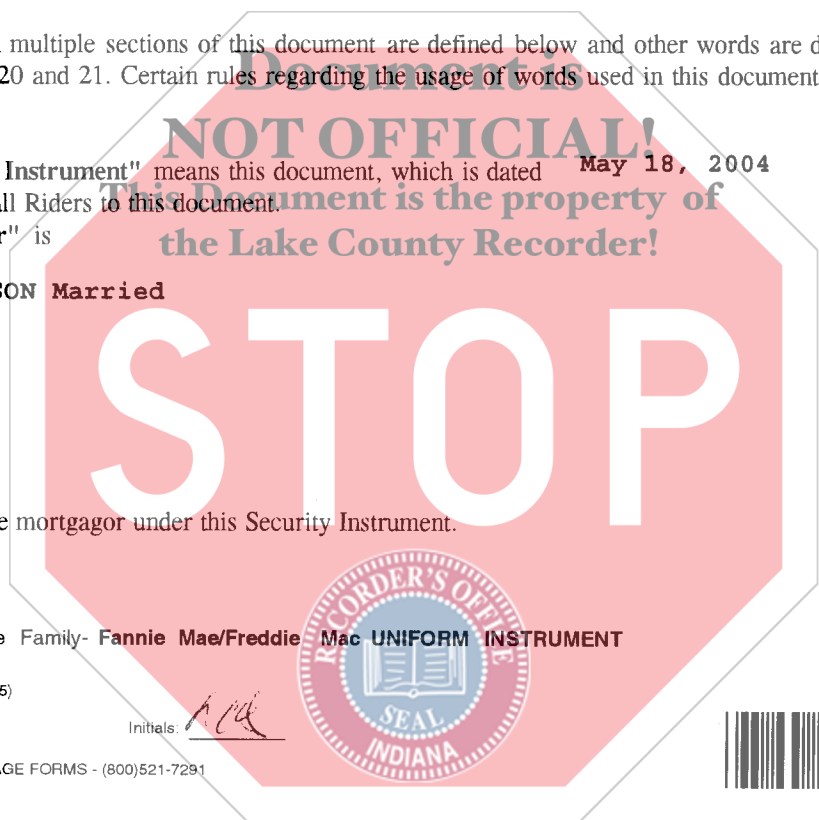 multiple sections of this document are defined below and other words are d
Document is
20 and 21. Certain rules regarding the usage of words used in this document
NOT OFFICIAL!
Instrument" means this document, which is dated May 18, 2004
This Document is the property of
all Riders to this document.
r" is
the Lake County Recorder!
SON Married
STOP
e mortgagor under this Security Instrument.
RECORDER'S OFFICE
e Family- Fannie Mae/Freddie Mac UNIFORM INSTRUMENT
5)
SEAL
Initials:
INDIANA
GE FORMS - (800)521-7291